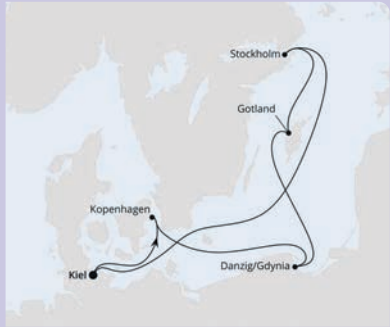 Stockholm
Gotland
Kopenhagen
Danzig/Gdynia
Kiel